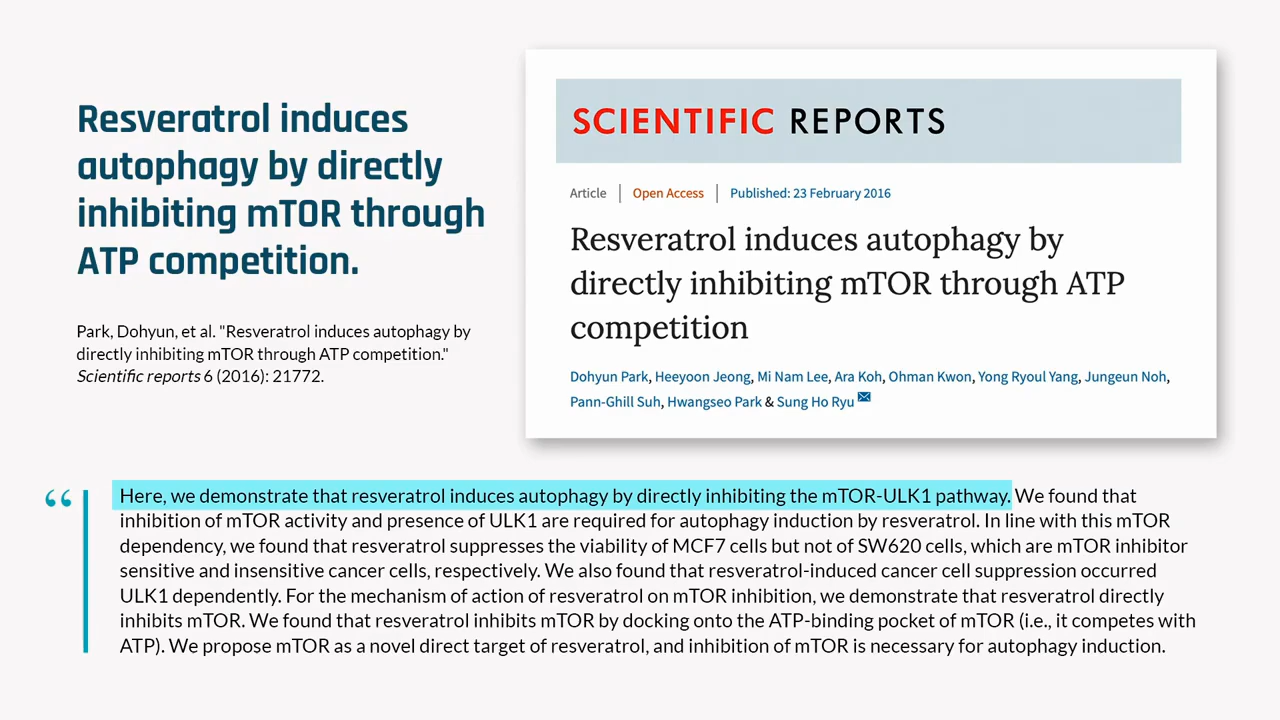 Resveratrol induces
autophagy by directly
inhibiting mTOR through
ATP competition.
Park, Dohyun, et al. "Resveratrol induces autophagy by
directly inhibiting mTOR through ATP competition."
Scientific reports 6 (2016): 21772.
SCIENTIFIC REPORTS
Article | Open Access | Published: 23 February 2016
Resveratrol induces autophagy by
directly inhibiting mTOR through ATP
competition
Dohyun Park, Heeyoon Jeong, Mi Nam Lee, Ara Koh, Ohman Kwon, Yong Ryoul Yang, Jungeun Noh,
Pann-Ghill Suh, Hwangseo Park & Sung Ho Ryu
“
Here, we demonstrate that resveratrol induces autophagy by directly inhibiting the mTOR-ULK1 pathway. We found that
inhibition of mTOR activity and presence of ULK1 are required for autophagy induction by resveratrol. In line with this mTOR
dependency, we found that resveratrol suppresses the viability of MCF7 cells but not of SW620 cells, which are mTOR inhibitor
sensitive and insensitive cancer cells, respectively. We also found that resveratrol-induced cancer cell suppression occurred
ULK1 dependently. For the mechanism of action of resveratrol on mTOR inhibition, we demonstrate that resveratrol directly
inhibits mTOR. We found that resveratrol inhibits mTOR by docking onto the ATP-binding pocket of mTOR (i.e., it competes with
ATP). We propose mTOR as a novel direct target of resveratrol, and inhibition of mTOR is necessary for autophagy induction.